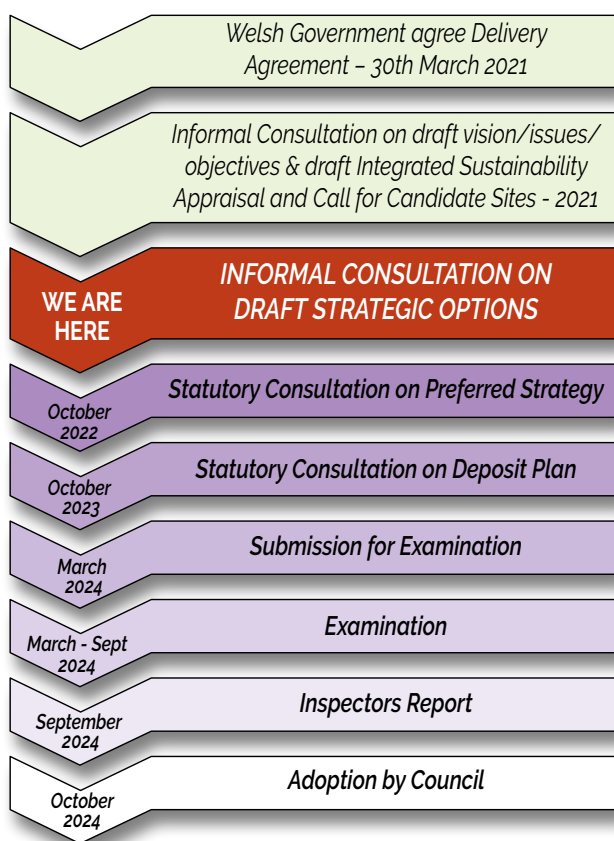 Welsh Government agree Delivery
Agreement – 30th March 2021
Informal Consultation on draft vision/issues/
objectives & draft Integrated Sustainability
Appraisal and Call for Candidate Sites - 2021
WE ARE
HERE
INFORMAL CONSULTATION ON
DRAFT STRATEGIC OPTIONS
October
2022
Statutory Consultation on Preferred Strategy
October
2023
Statutory Consultation on Deposit Plan
March
2024
Submission for Examination
March - Sept
2024
Examination
September
2024
Inspectors Report
October
2024
Adoption by Council